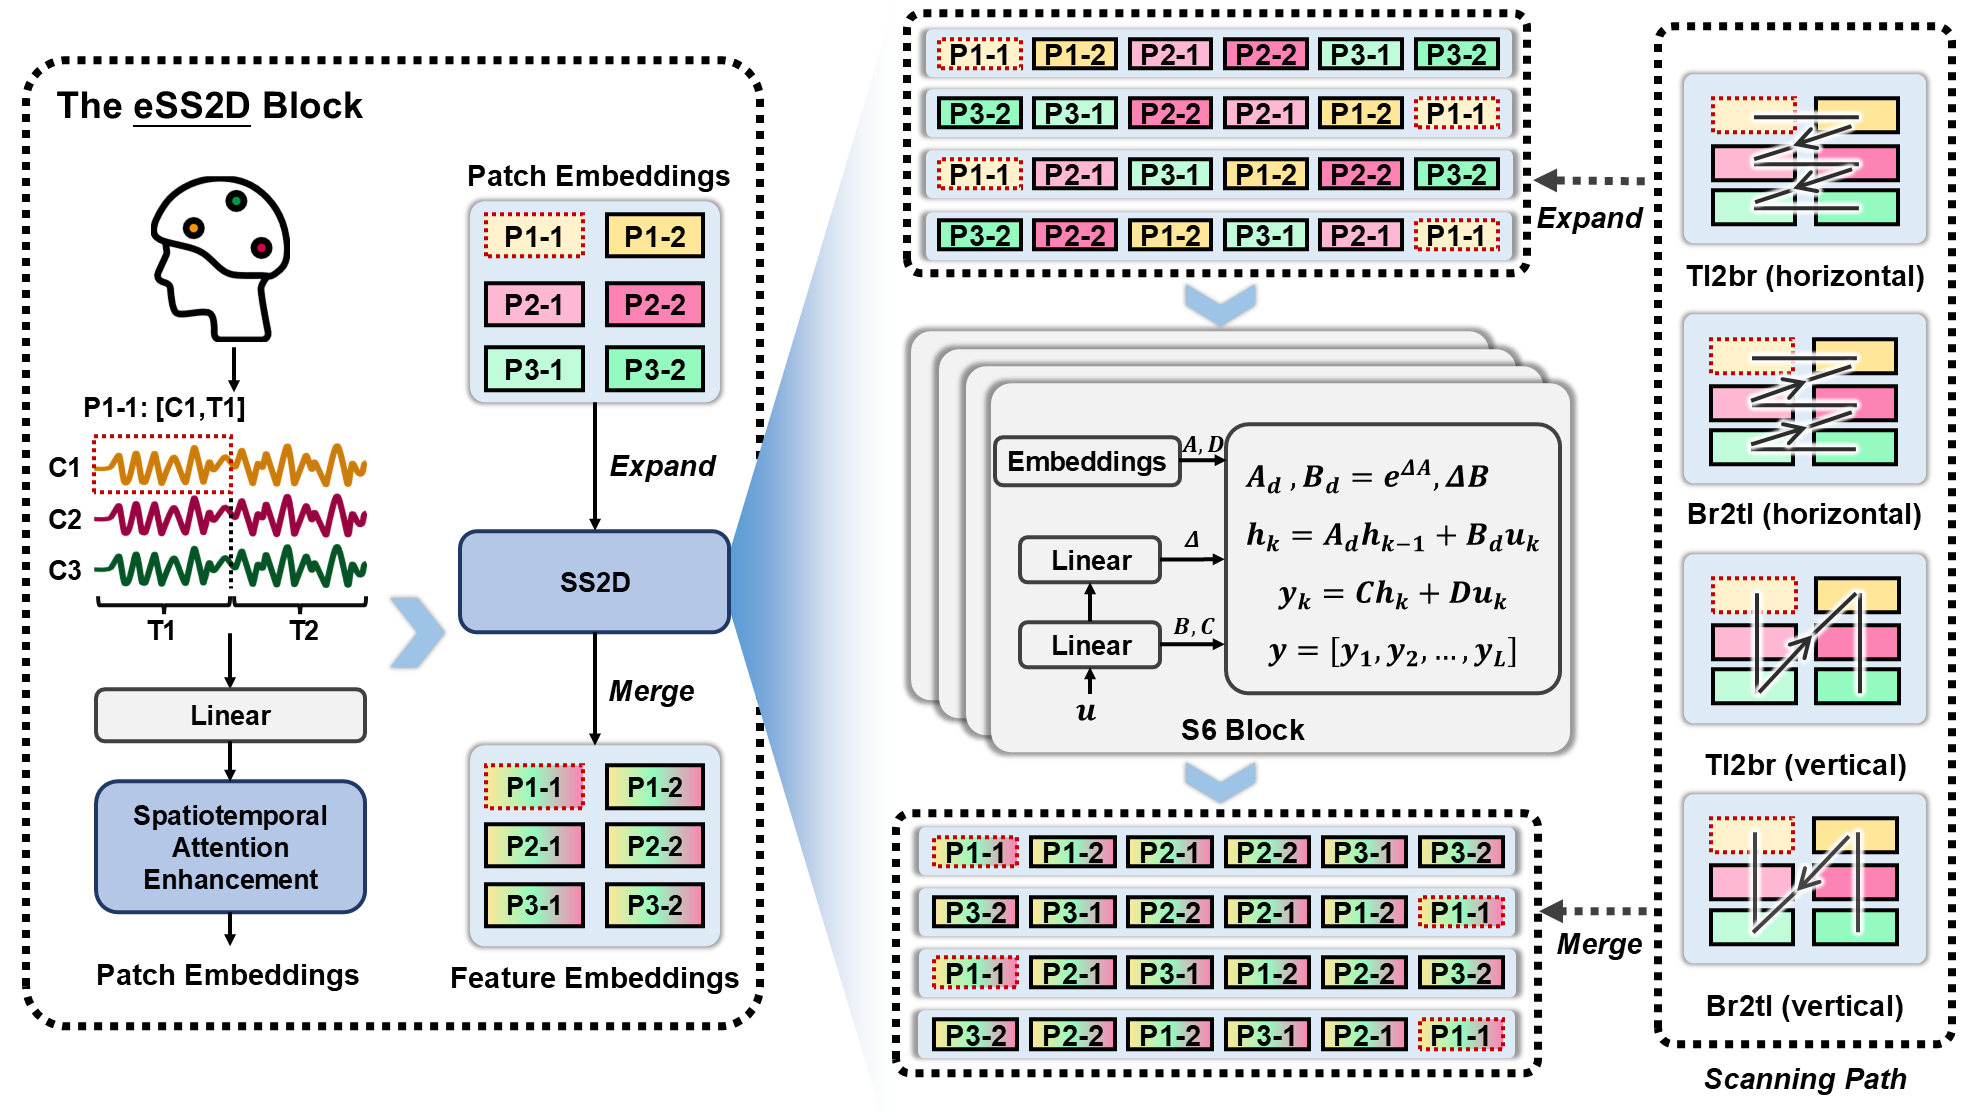 The eSS2D Block
P1-1: [C1,T1]
C1
C2
C3
T1 T2
Linear
Spatiotemporal
Attention
Enhancement
Patch Embeddings
Patch Embeddings
P1-1 P1-2
P2-1 P2-2
P3-1 P3-2
Expand
SS2D
Merge
P1-1 P1-2
P2-1 P2-2
P3-1 P3-2
Feature Embeddings
P1-1 P1-2 P2-1 P2-2 P3-1 P3-2
P3-2 P3-1 P2-2 P2-1 P1-2 P1-1
P1-1 P2-1 P3-1 P1-2 P2-2 P3-2
P3-2 P2-2 P1-2 P3-1 P2-1 P1-1
Expand
Embeddings
A, D
Linear
Δ
Linear
B, C
u
A_d , B_d = e^{ΔA}, ΔB
h_k = A_d h_{k-1} + B_d u_k
y_k = Ch_k + Du_k
y = [y_1, y_2, ..., y_L]
S6 Block
P1-1 P1-2 P2-1 P2-2 P3-1 P3-2
P3-2 P3-1 P2-2 P2-1 P1-2 P1-1
P1-1 P2-1 P3-1 P1-2 P2-2 P3-2
P3-2 P2-2 P1-2 P3-1 P2-1 P1-1
Merge
Tl2br (horizontal)
Br2tl (horizontal)
Tl2br (vertical)
Br2tl (vertical)
Scanning Path